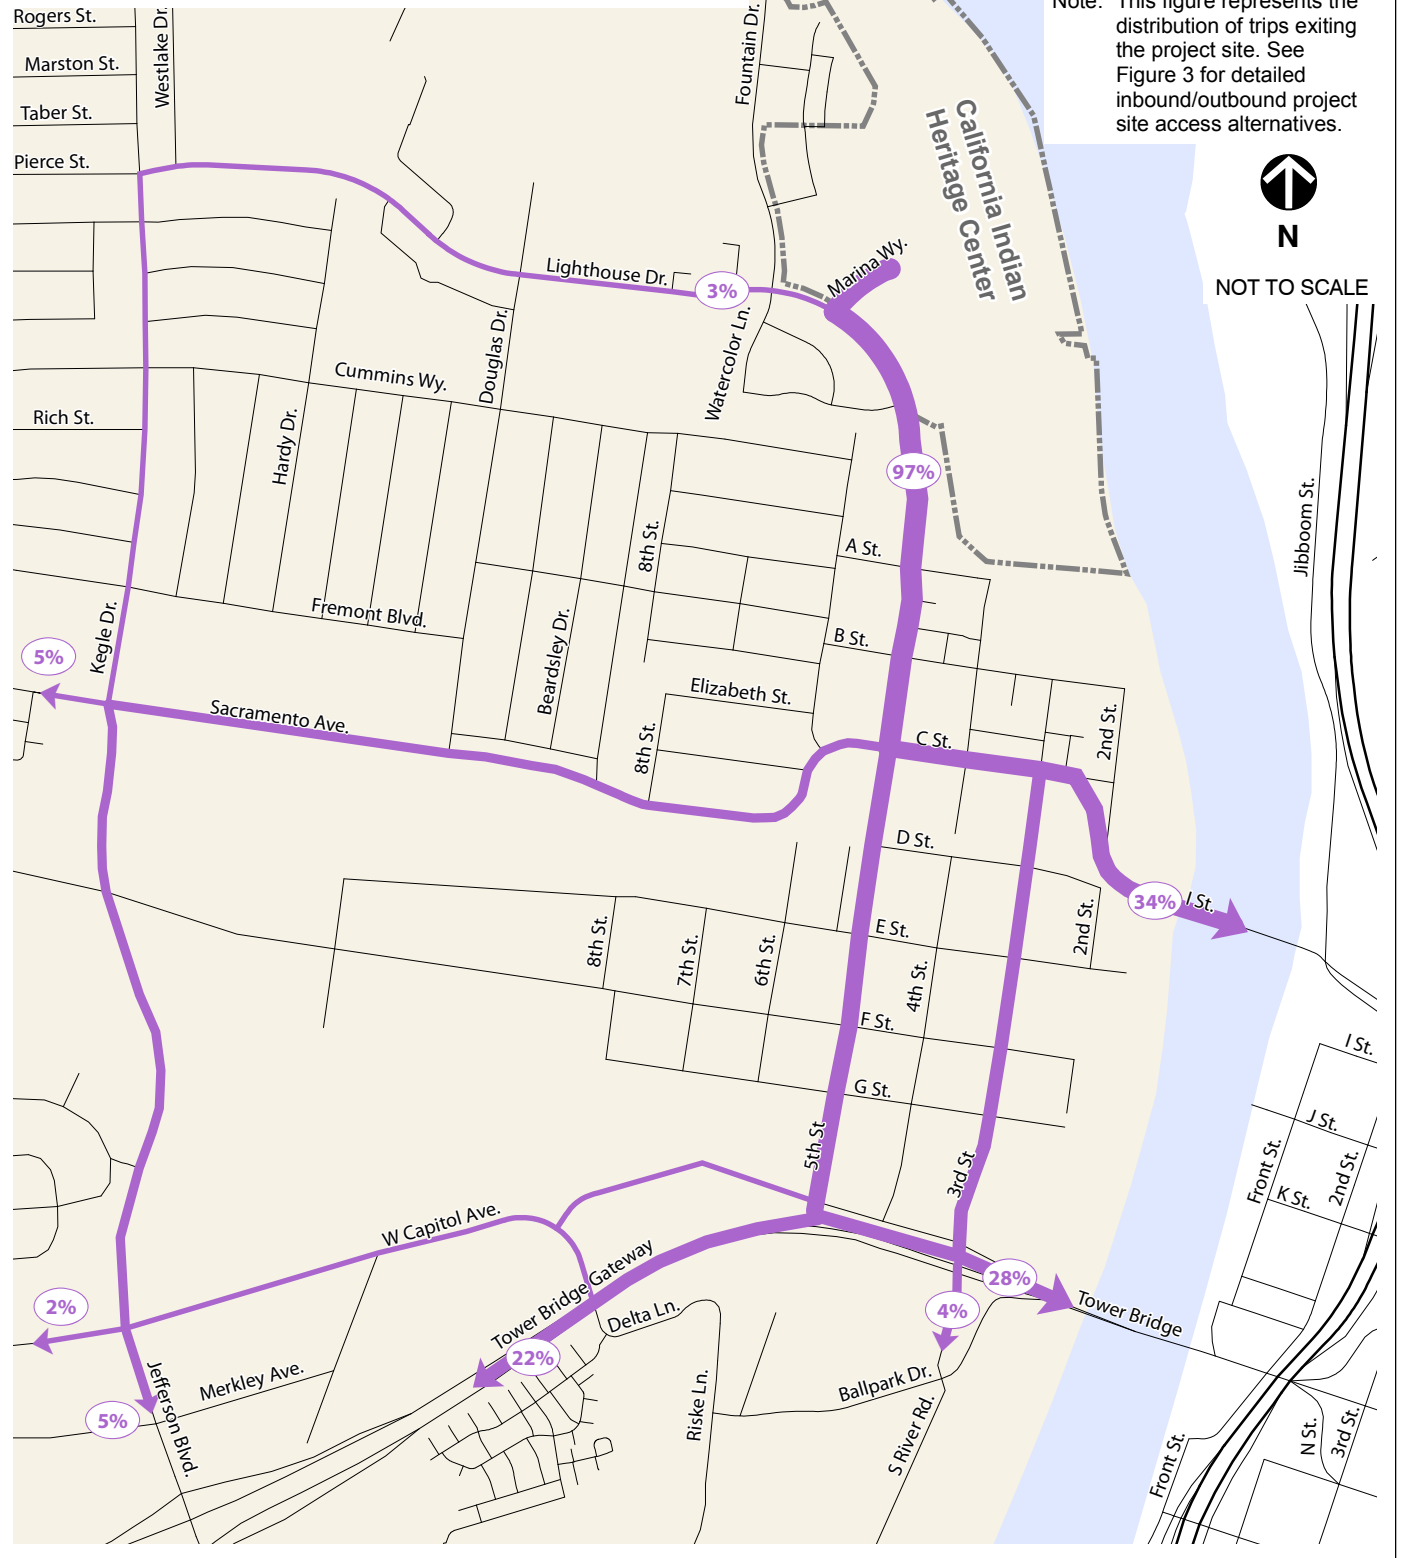 Note: This figure represents the
distribution of trips exiting
the project site. See
Figure 3 for detailed
inbound/outbound project
site access alternatives.
N
NOT TO SCALE
Rogers St.
Marston St.
Taber St.
Pierce St.
Westlake Dr.
Fountain Dr.
California Indian
Heritage Center
Marina Wy.
Lighthouse Dr.
3%
Douglas Dr.
Watercolor Ln.
Cummins Wy.
Rich St.
Hardy Dr.
97%
8th St.
A St.
Jibboom St.
Fremont Blvd.
Kegle Dr.
Beardsley Dr.
B St.
5%
Elizabeth St.
Sacramento Ave.
8th St.
C St.
2nd St.
D St.
34%
I St.
8th St.
7th St.
6th St.
E St.
4th St.
2nd St.
F St.
I St.
G St.
J St.
5th St.
3rd St.
Front St.
2nd St.
K St.
W Capitol Ave.
Tower Bridge Gateway
28%
2%
4%
Tower Bridge
Delta Ln.
22%
Merkley Ave.
Jefferson Blvd.
5%
Riske Ln.
Ballpark Dr.
S River Rd.
Front St.
N St.
3rd St.